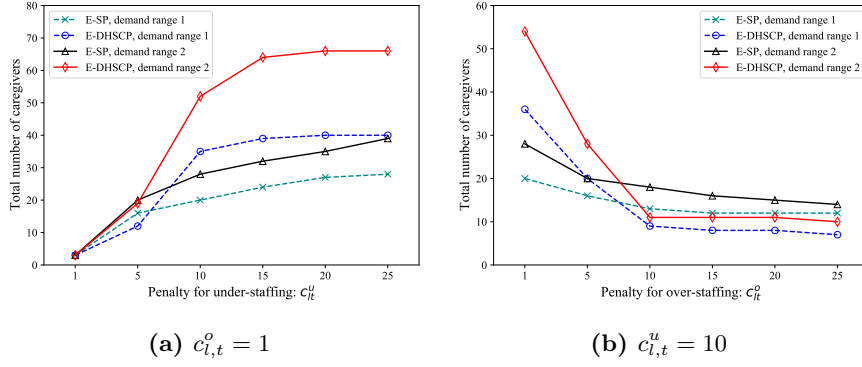 E-SP, demand range 1
E-DHSCP, demand range 1
E-SP, demand range 2
E-DHSCP, demand range 2
Total number of caregivers
80
70
60
50
40
30
20
10
0
1 5 10 15 20 25
Penalty for under-staffing: $c_{lt}^{u}$
(a) $c_{l,t}^{o} = 1$
E-SP, demand range 1
E-DHSCP, demand range 1
E-SP, demand range 2
E-DHSCP, demand range 2
Total number of caregivers
60
50
40
30
20
10
0
1 5 10 15 20 25
Penalty for over-staffing: $c_{lt}^{o}$
(b) $c_{l,t}^{u} = 10$